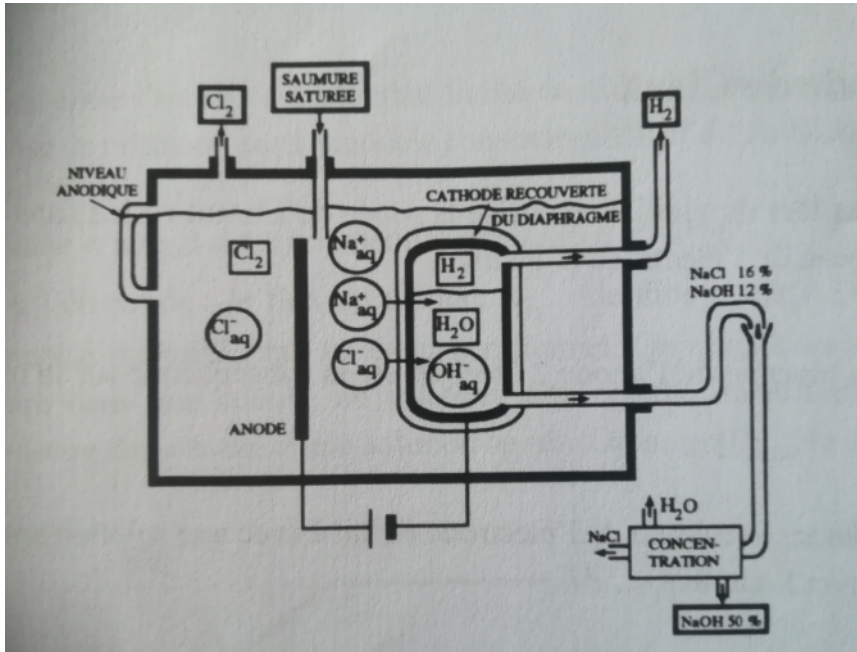 Cl2
SAUMURE
SATUREE
H2
NIVEAU
ANODIQUE
CATHODE RECOUVERTE
DU DIAPHRAGME
Cl2
Na+aq
H2
Na+aq
H2O
Cl-aq
Cl-aq
OH-aq
ANODE
NaCl 16 %
NaOH 12 %
H2O
NaCl
CONCEN-
TRATION
NaOH 50 %